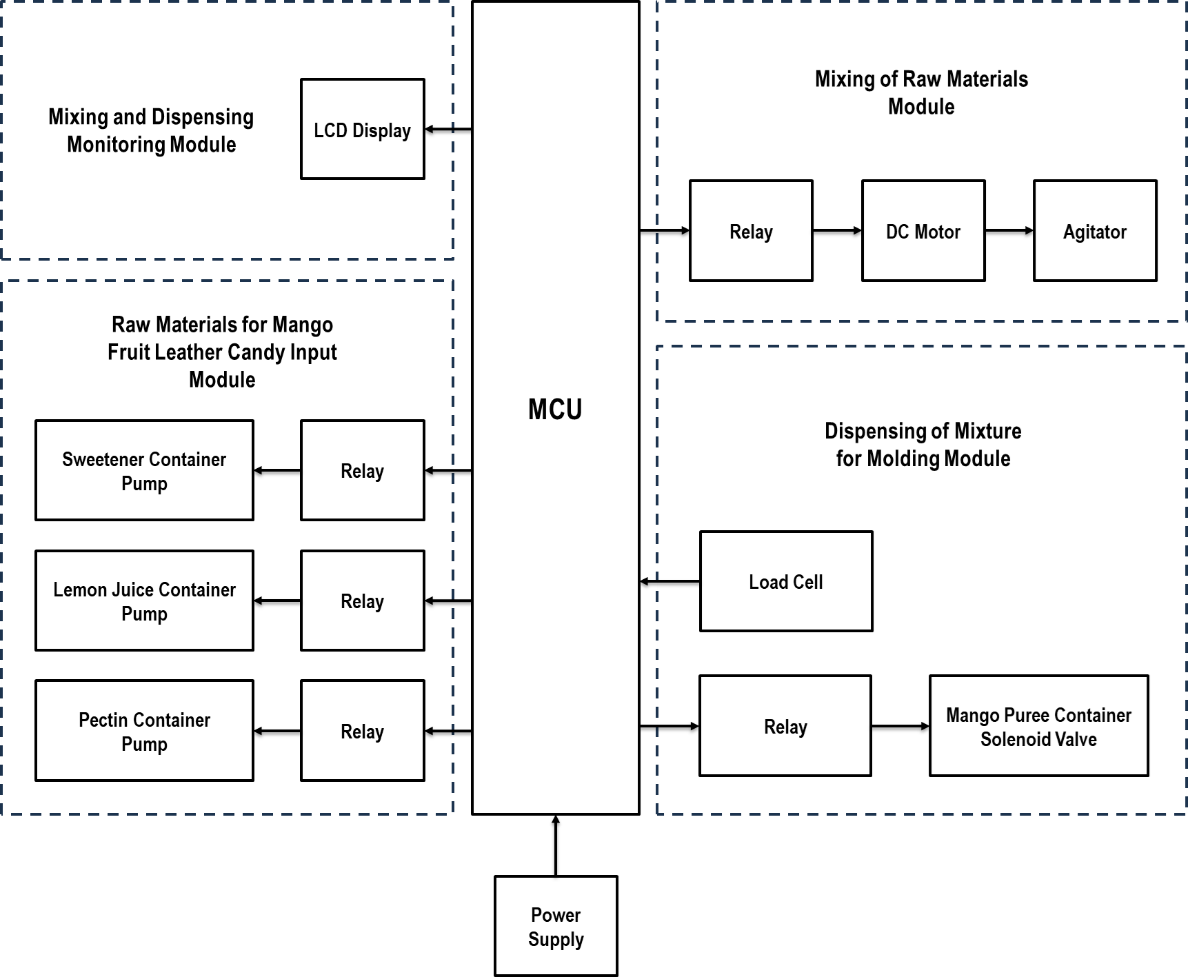 Mixing and Dispensing
Monitoring Module
LCD Display
Raw Materials for Mango
Fruit Leather Candy Input
Module
Sweetener Container
Pump
Relay
Lemon Juice Container
Pump
Relay
Pectin Container
Pump
Relay
MCU
Power
Supply
Mixing of Raw Materials
Module
Relay
DC Motor
Agitator
Dispensing of Mixture
for Molding Module
Load Cell
Relay
Mango Puree Container
Solenoid Valve